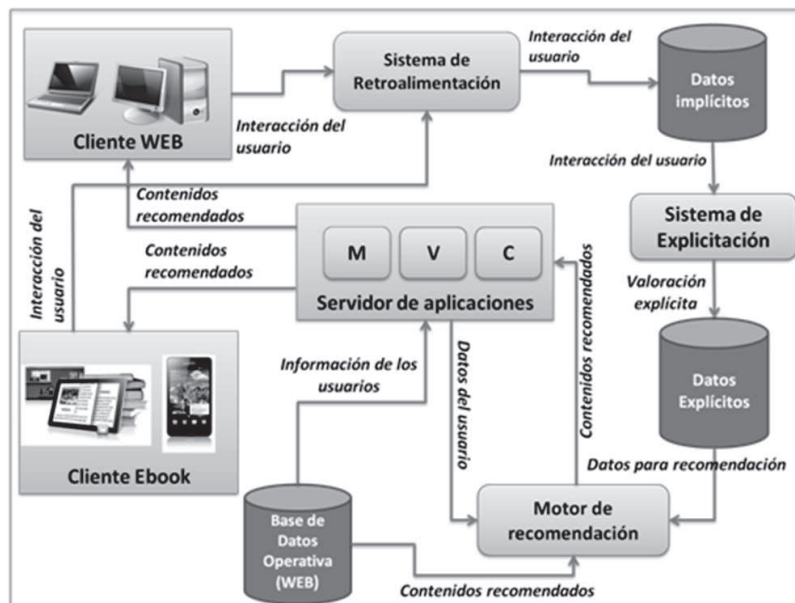 Cliente WEB
Interacción del
usuario
Sistema de
Retroalimentación
Interacción del
usuario
Datos
implícitos
Interacción del usuario
Sistema de
Explicitación
Valoración
explícita
Datos
Explícitos
Datos para recomendación
Contenidos
recomendados
Contenidos
recomendados
Interacción del
usuario
M V C
Servidor de aplicaciones
Cliente Ebook
Información de los
usuarios
Datos del usuario
Contenidos recomendados
Base de
Datos
Operativa
(WEB)
Motor de
recomendación
Contenidos recomendados